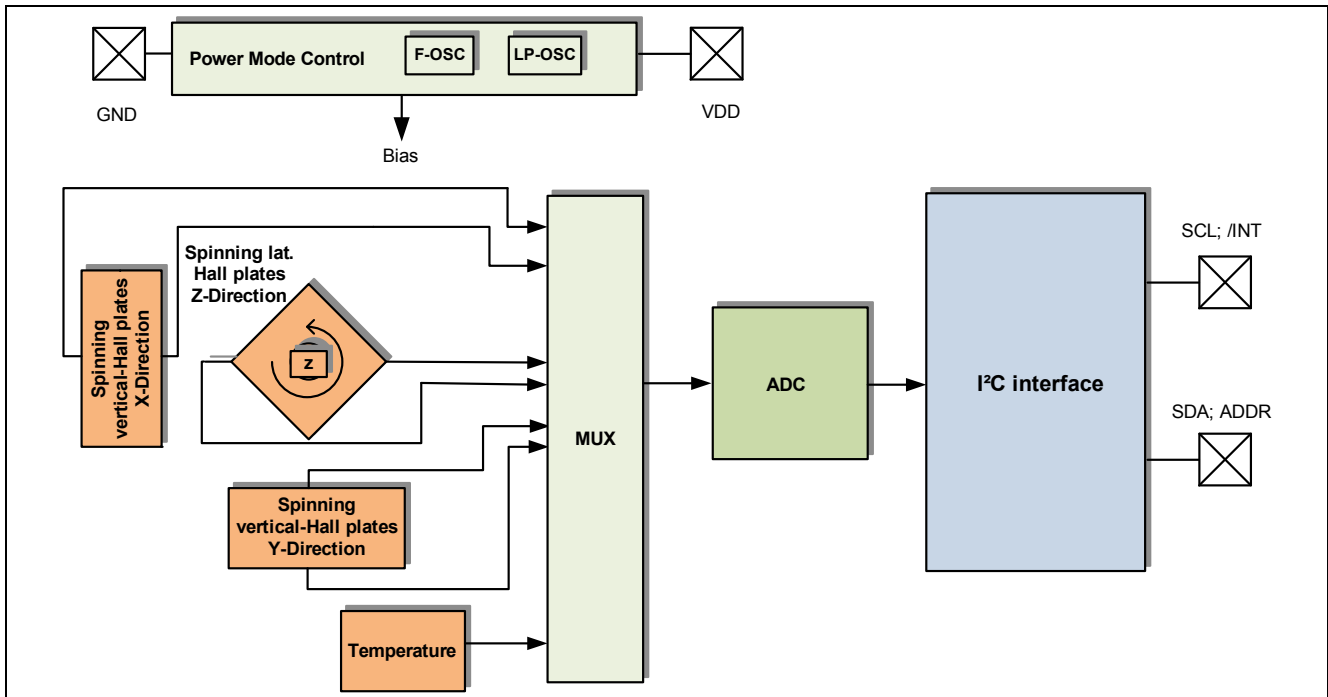 Power Mode Control
F-OSC
LP-OSC
GND
VDD
Bias
Spinning lat.
Hall plates
Z-Direction
Spinning
vertical-Hall plates
X-Direction
z
Spinning
vertical-Hall plates
Y-Direction
Temperature
MUX
ADC
I²C interface
SCL; /INT
SDA; ADDR